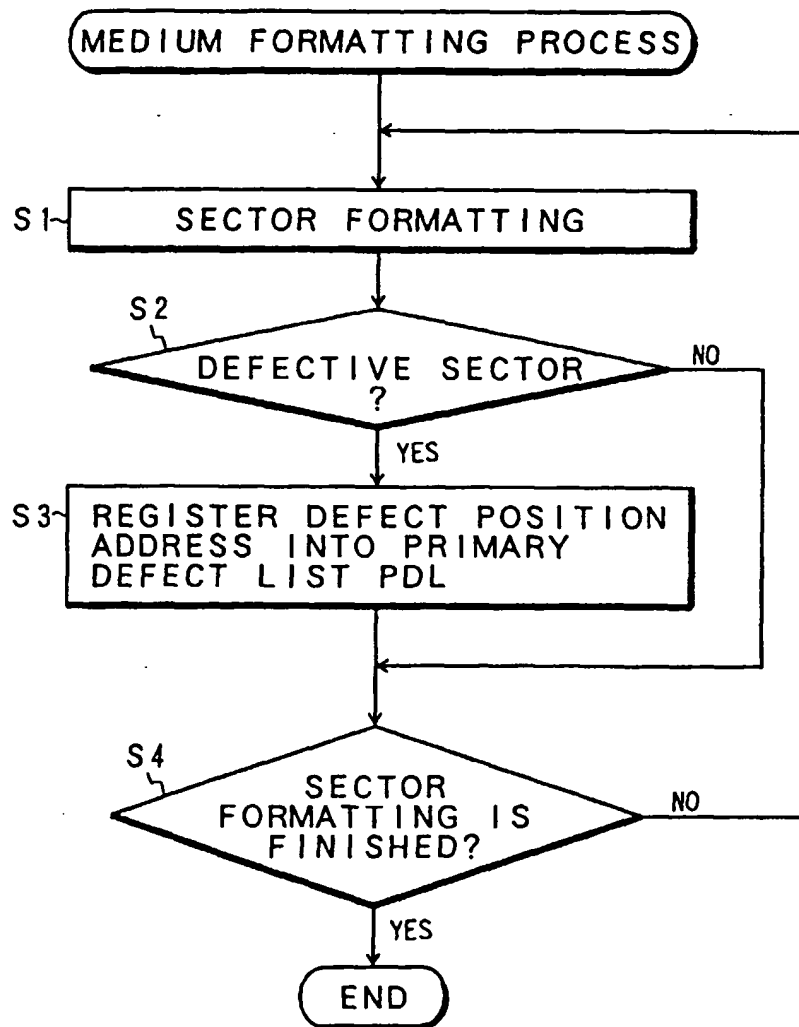 MEDIUM FORMATTING PROCESS
S1
SECTOR FORMATTING
S2
DEFECTIVE SECTOR
?
NO
YES
S3
REGISTER DEFECT POSITION
ADDRESS INTO PRIMARY
DEFECT LIST PDL
S4
SECTOR
FORMATTING IS
FINISHED?
NO
YES
END